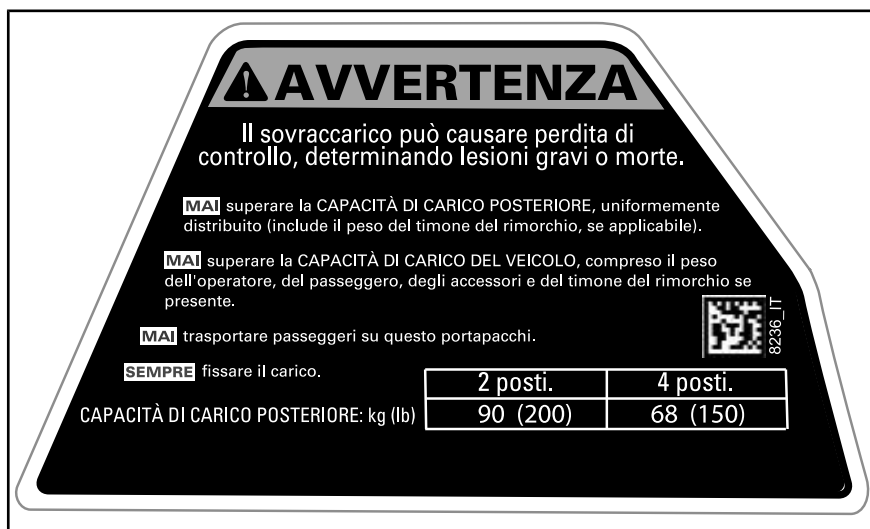 AVVERTENZA
Il sovraccarico può causare perdita di
controllo, determinando lesioni gravi o morte.
MAI superare la CAPACITÀ DI CARICO POSTERIORE, uniformemente
distribuito (include il peso del timone del rimorchio, se applicabile).
MAI superare la CAPACITÀ DI CARICO DEL VEICOLO, compreso il peso
dell'operatore, del passeggero, degli accessori e del timone del rimorchio se
presente.
MAI trasportare passeggeri su questo portapacchi.
8236_IT
SEMPRE fissare il carico.
2 posti. 4 posti.
CAPACITÀ DI CARICO POSTERIORE: kg (lb) 90 (200) 68 (150)